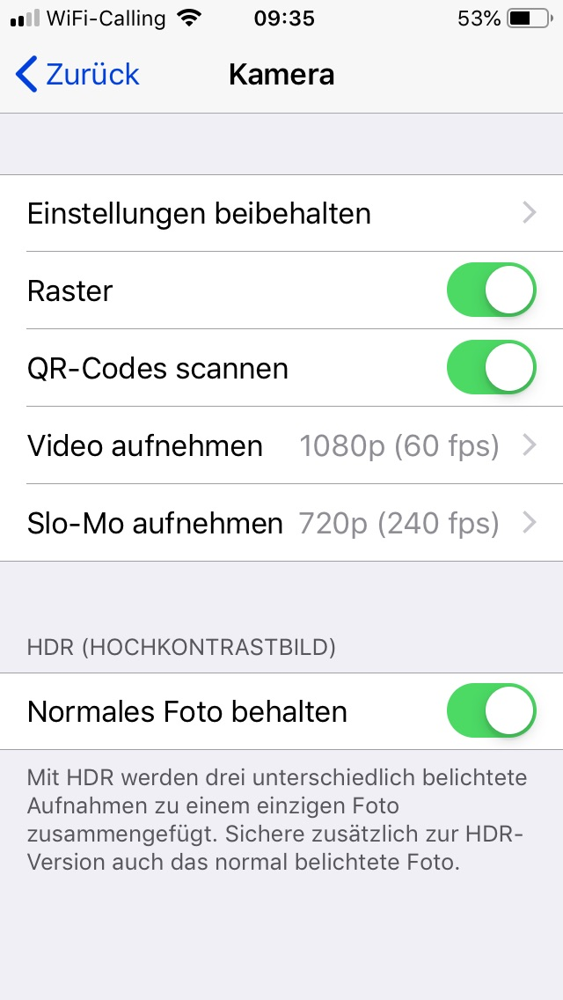 WiFi-Calling 09:35 53%
Zurück Kamera
Einstellungen beibehalten
Raster
QR-Codes scannen
Video aufnehmen 1080p (60 fps)
Slo-Mo aufnehmen 720p (240 fps)
HDR (HOCHKONTRASTBILD)
Normales Foto behalten
Mit HDR werden drei unterschiedlich belichtete
Aufnahmen zu einem einzigen Foto
zusammengefügt. Sichere zusätzlich zur HDR-
Version auch das normal belichtete Foto.